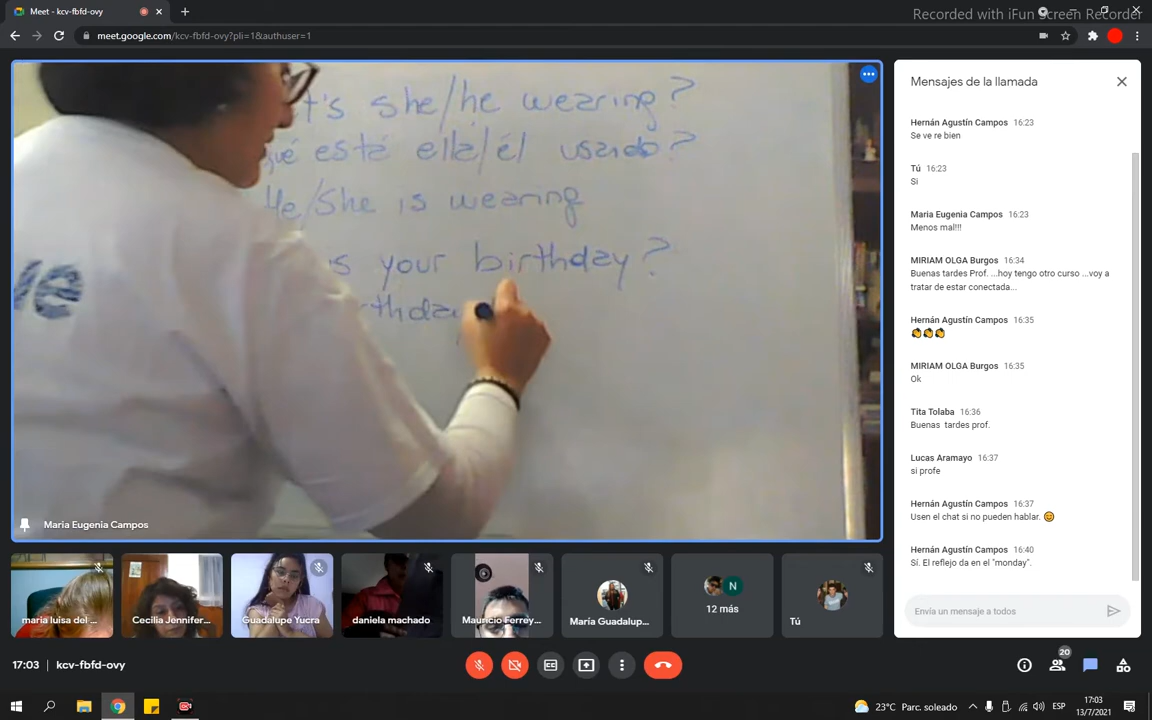 Meet - kcv-fbfd-ovy
Recorded with iFun Screen Recorder
meet.google.com/kcv-fbfd-ovy?pli=1&authuser=1
t's she/he wearing?
qué está ella/él usando?
He/She is wearing
is your birthday?
rthday
ve
Maria Eugenia Campos
maria luisa del-...
Cecilia Jennifer...
Guadalupe Yucra
daniela machado
Mauricio Ferrey...
María Guadalup...
N
12 más
Tú
Mensajes de la llamada
Hernán Agustín Campos 16:23
Se ve re bien
Tú 16:23
Si
Maria Eugenia Campos 16:23
Menos mal!!!
MIRIAM OLGA Burgos 16:34
Buenas tardes Prof. ...hoy tengo otro curso ...voy a
tratar de estar conectada...
Hernán Agustín Campos 16:35
👏👏👏
MIRIAM OLGA Burgos 16:35
Ok
Tita Tolaba 16:36
Buenas tardes prof.
Lucas Aramayo 16:37
si profe
Hernán Agustín Campos 16:37
Usen el chat si no pueden hablar. 😊
Hernán Agustín Campos 16:40
Sí. El reflejo da en el "monday".
Envía un mensaje a todos
17:03 | kcv-fbfd-ovy
20
23°C Parc. soleado
ESP
17:03
13/7/2021